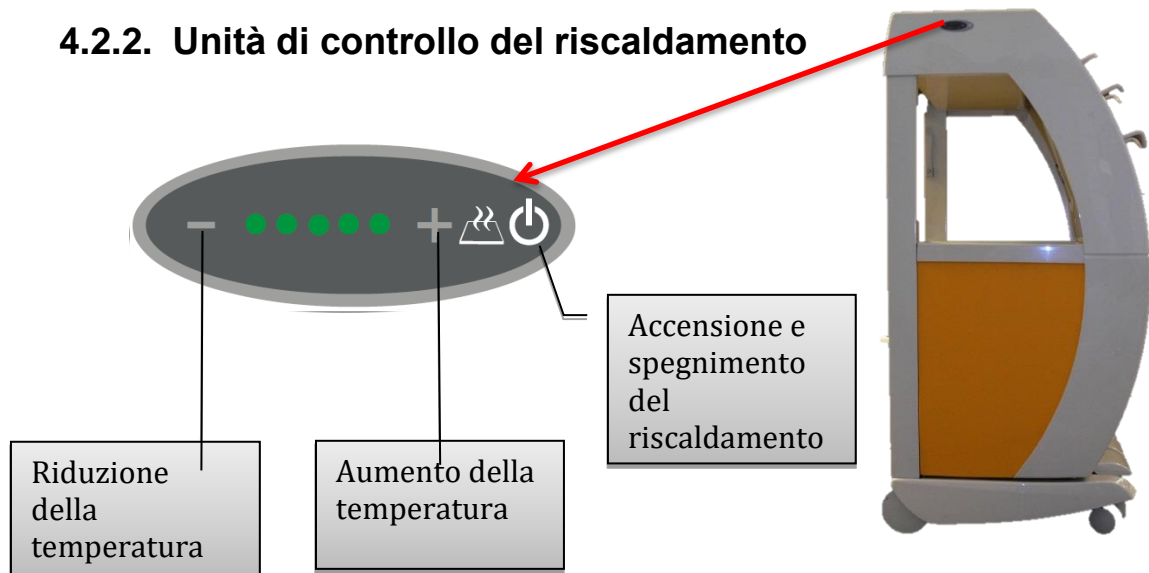 4.2.2. Unità di controllo del riscaldamento
Accensione e
spegnimento
del
riscaldamento
Riduzione
della
temperatura
Aumento della
temperatura